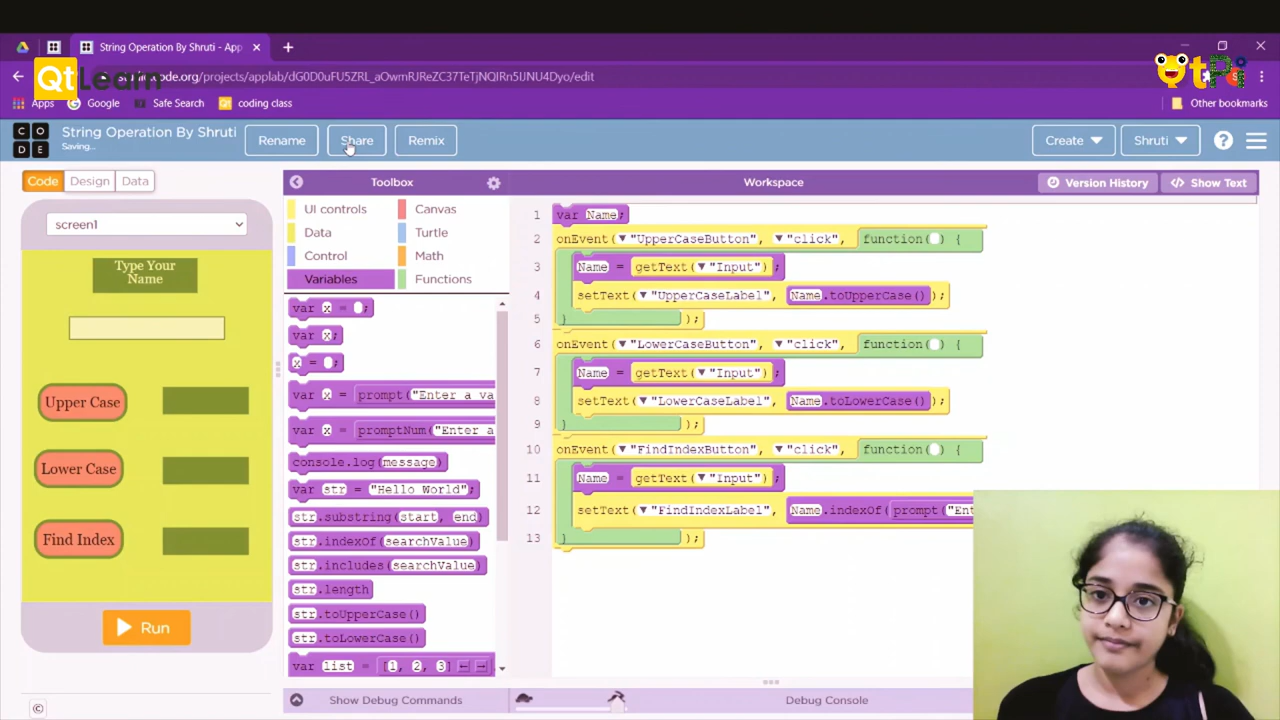 String Operation By Shruti - App
QtLearn
code.org/projects/applab/dG0D0uFU5ZRL_aOwmRJReZC37TeTjNQIRn5UNU4Dyo/edit
QtPi
Apps
Google
Safe Search
coding class
Other bookmarks
CODE
String Operation By Shruti
Saving...
Rename
Share
Remix
Create
Shruti
?
Code
Design
Data
Toolbox
Workspace
Version History
Show Text
screen1
Type Your
Name
Upper Case
Lower Case
Find Index
Run
UI controls
Canvas
Data
Turtle
Control
Math
Variables
Functions
var x = ;
var x;
x = ;
var x = prompt("Enter a va
var x = promptNum("Enter a
console.log(message)
var str = "Hello World";
str.substring(start, end)
str.indexOf(searchValue)
str.includes(searchValue)
str.length
str.toUpperCase()
str.toLowerCase()
var list = [1, 2, 3]
1 var Name;
2 onEvent("UpperCaseButton", "click", function() {
3 Name = getText("Input");
4 setText("UpperCaseLabel", Name.toUpperCase());
5 });
6 onEvent("LowerCaseButton", "click", function() {
7 Name = getText("Input");
8 setText("LowerCaseLabel", Name.toLowerCase());
9 });
10 onEvent("FindIndexButton", "click", function() {
11 Name = getText("Input");
12 setText("FindIndexLabel", Name.indexOf(prompt("Ent
13 });
©
Show Debug Commands
Debug Console